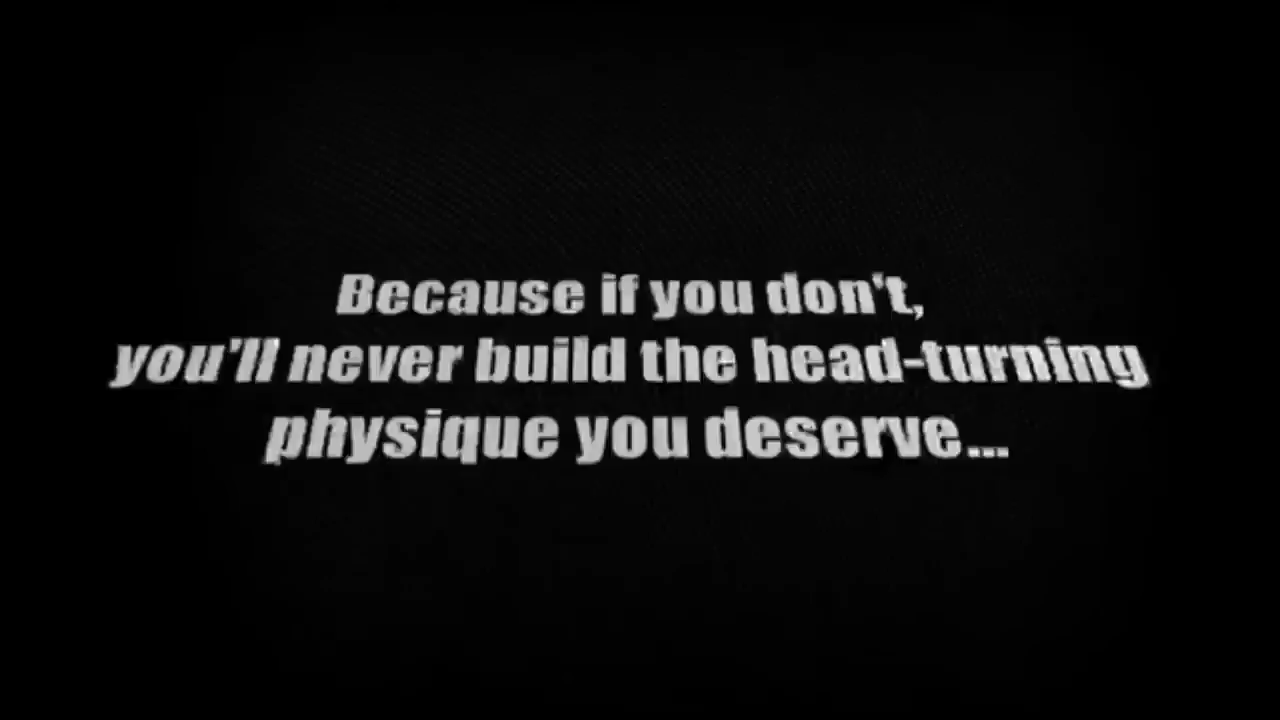 Because if you don't,
you'll never build the head-turning
physique you deserve...